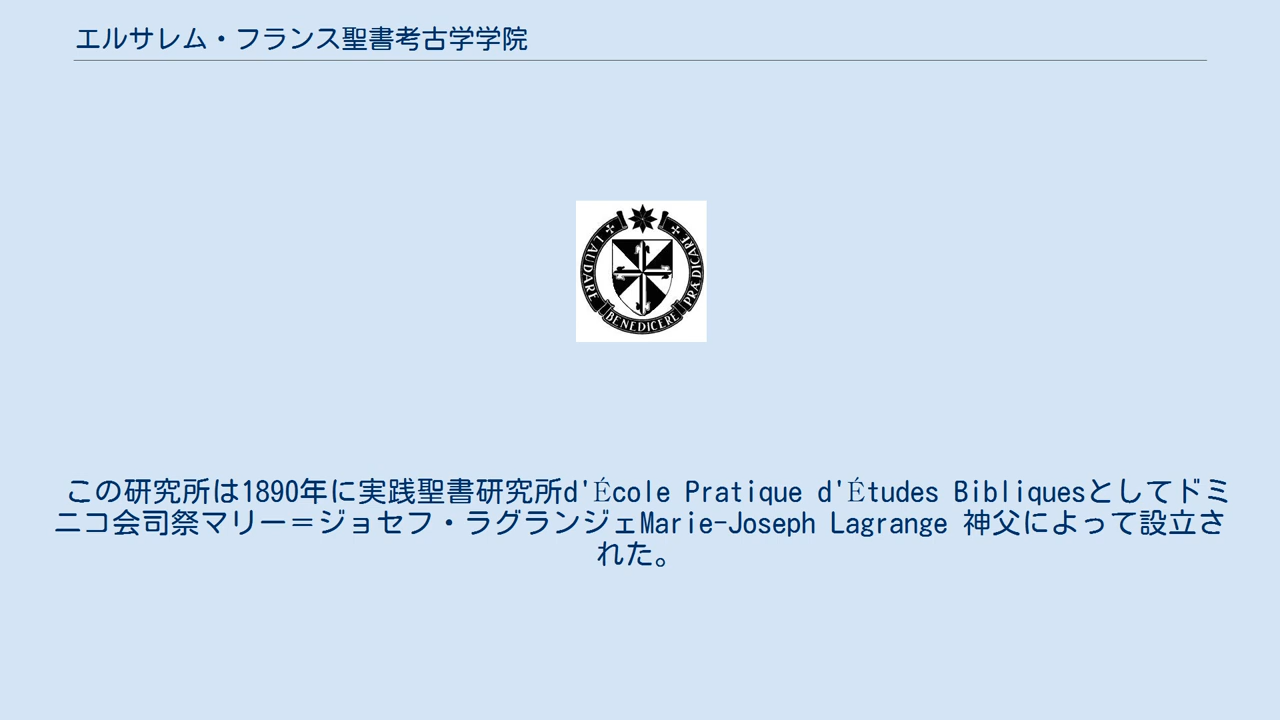 エルサレム・フランス聖書考古学学院
LAUDARE BENEDICERE PRÆDICARE
この研究所は1890年に実践聖書研究所d'École Pratique d'Études Bibliquesとしてドミ
ニコ会司祭マリー＝ジョセフ・ラグランジェMarie-Joseph Lagrange 神父によって設立さ
れた。